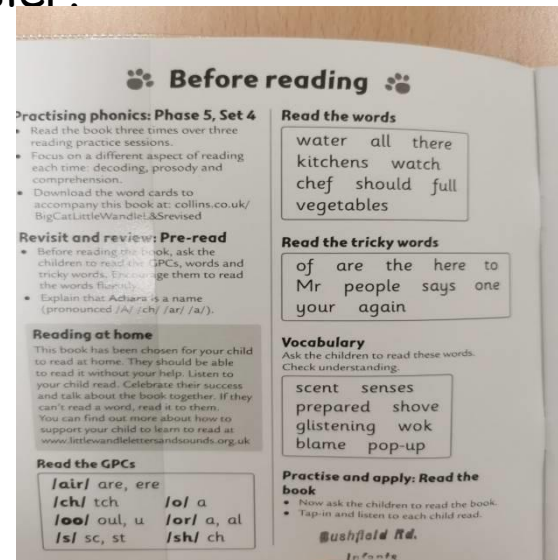 Before reading
Practising phonics: Phase 5, Set 4
• Read the book three times over three
reading practice sessions.
• Focus on a different aspect of reading
each time: decoding, prosody and
comprehension.
• Download the word cards to
accompany this book at: collins.co.uk/
BigCatLittleWandleL&Srevised
Revisit and review: Pre-read
• Before reading the book, ask the
children to read the GPCs, words and
tricky words. Encourage them to read
the words fluently.
• Explain that Achara is a name
(pronounced /A/ /ch/ /ar/ /a/).
Reading at home
This book has been chosen for your child
to read at home. They should be able
to read it without your help. Listen to
your child read. Celebrate their success
and talk about the book together. If they
can't read a word, read it to them.
You can find out more about how to
support your child to learn to read at
www.littlewandlelettersandsounds.org.uk
Read the GPCs
/air/ are, ere
/ch/ tch /o/ a
/oo/ oul, u /or/ a, al
/s/ sc, st /sh/ ch
Read the words
water all there
kitchens watch
chef should full
vegetables
Read the tricky words
of are the here to
Mr people says one
your again
Vocabulary
Ask the children to read these words.
Check understanding.
scent senses
prepared shove
glistening wok
blame pop-up
Practise and apply: Read the
book
• Now ask the children to read the book.
• Tap-in and listen to each child read.
Bushfield Rd.
Infants